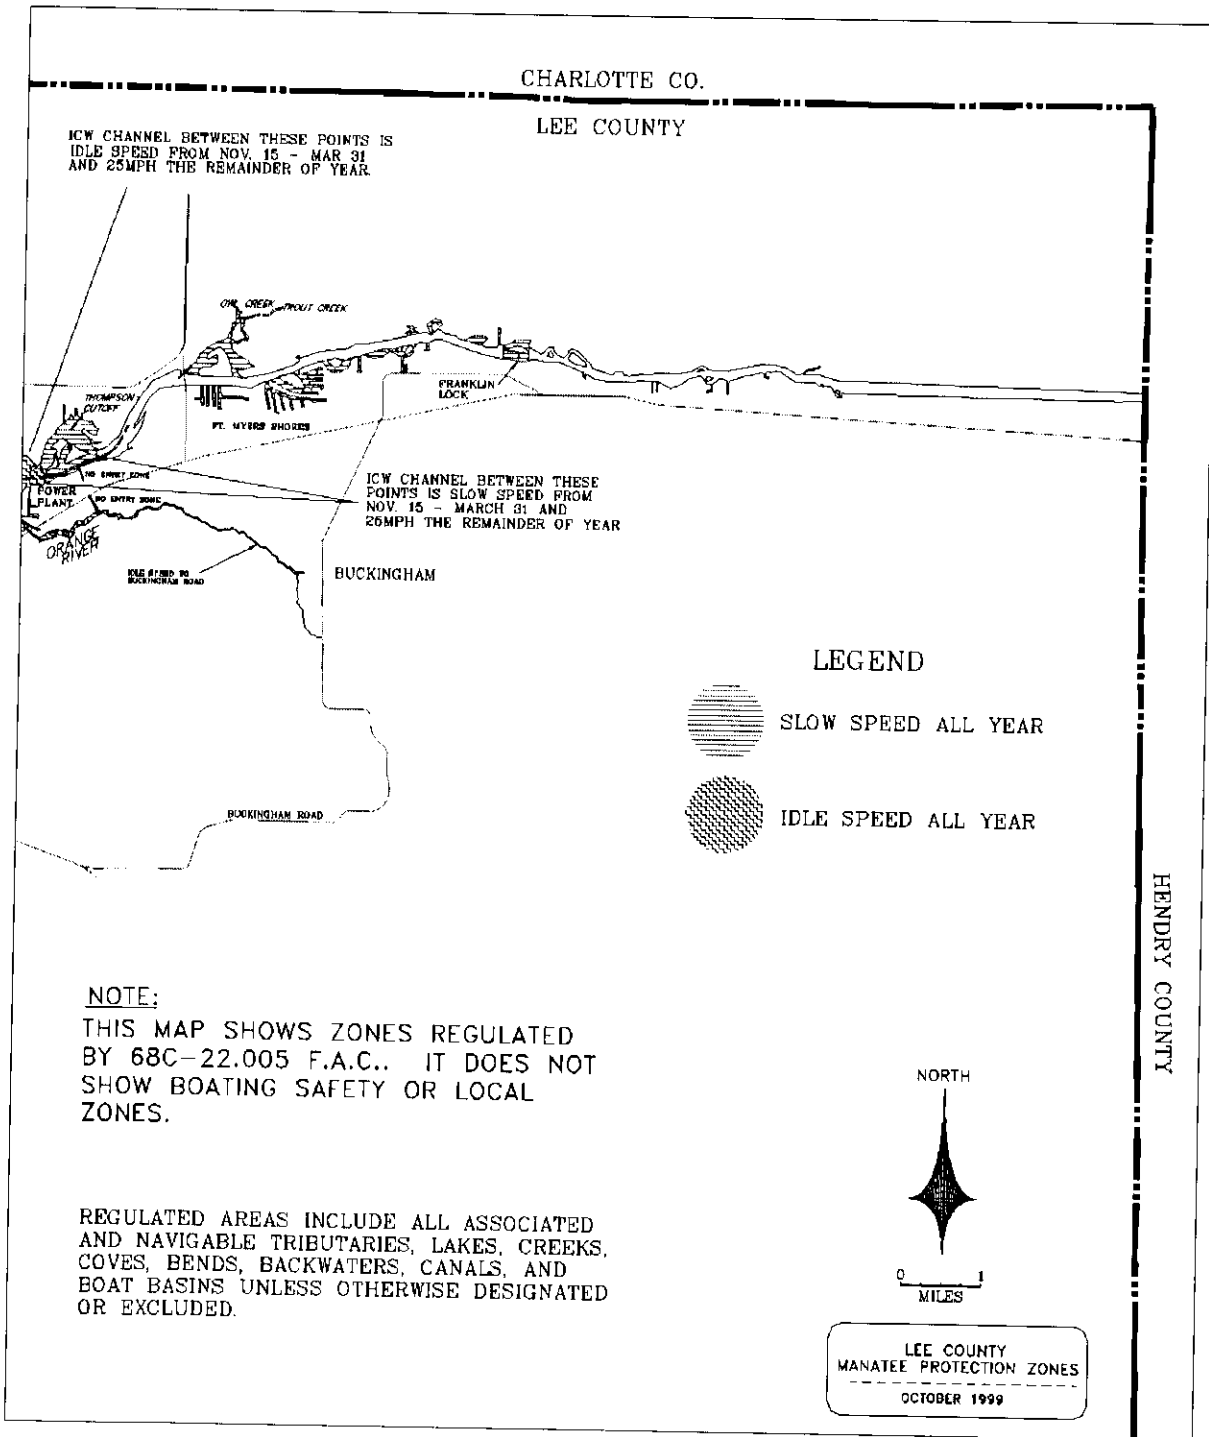 CHARLOTTE CO.
LEE COUNTY
ICW CHANNEL BETWEEN THESE POINTS IS
IDLE SPEED FROM NOV. 15 - MAR 31
AND 25MPH THE REMAINDER OF YEAR.
OWL CREEK
TROUT CREEK
THOMPSON
CUTOFF
FT. MYERS SHORES
FRANKLIN
LOCK
NO ENTRY ZONE
POWER
PLANT
NO ENTRY ZONE
ICW CHANNEL BETWEEN THESE
POINTS IS SLOW SPEED FROM
NOV. 15 - MARCH 31 AND
25MPH THE REMAINDER OF YEAR
ORANGE
RIVER
IDLE SPEED TO
BUCKINGHAM ROAD
BUCKINGHAM
LEGEND
SLOW SPEED ALL YEAR
IDLE SPEED ALL YEAR
BUCKINGHAM ROAD
HENDRY COUNTY
NOTE:
THIS MAP SHOWS ZONES REGULATED
BY 68C-22.005 F.A.C.. IT DOES NOT
SHOW BOATING SAFETY OR LOCAL
ZONES.
NORTH
REGULATED AREAS INCLUDE ALL ASSOCIATED
AND NAVIGABLE TRIBUTARIES, LAKES, CREEKS,
COVES, BENDS, BACKWATERS, CANALS, AND
BOAT BASINS UNLESS OTHERWISE DESIGNATED
OR EXCLUDED.
0 1
MILES
LEE COUNTY
MANATEE PROTECTION ZONES
OCTOBER 1999